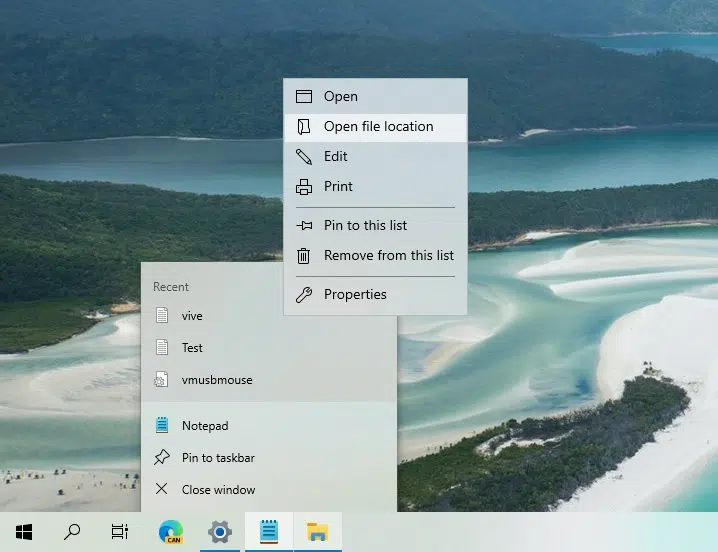 Open
Open file location
Edit
Print
Pin to this list
Remove from this list
Properties
Recent
vive
Test
vmusbmouse
Notepad
Pin to taskbar
Close window
CAN